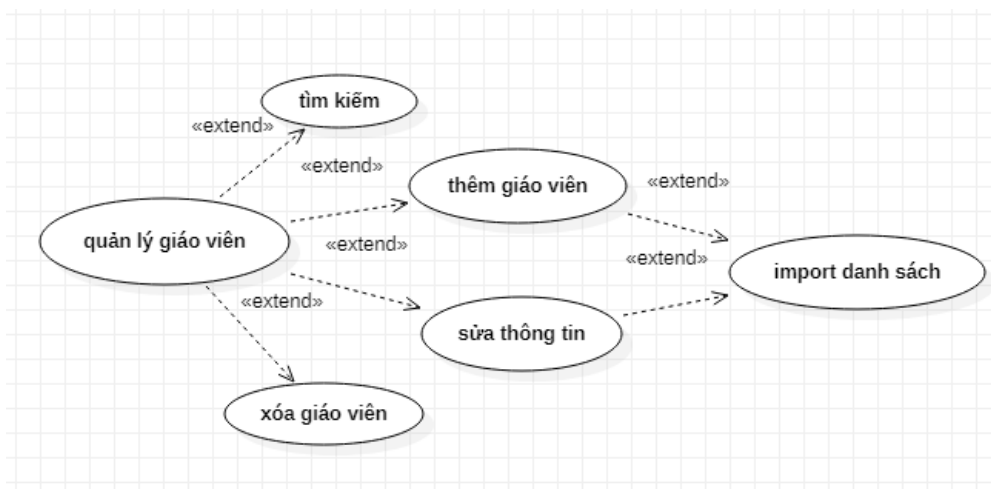 tìm kiếm
«extend»
«extend»
thêm giáo viên
«extend»
quản lý giáo viên
«extend»
«extend»
import danh sách
«extend»
sửa thông tin
xóa giáo viên